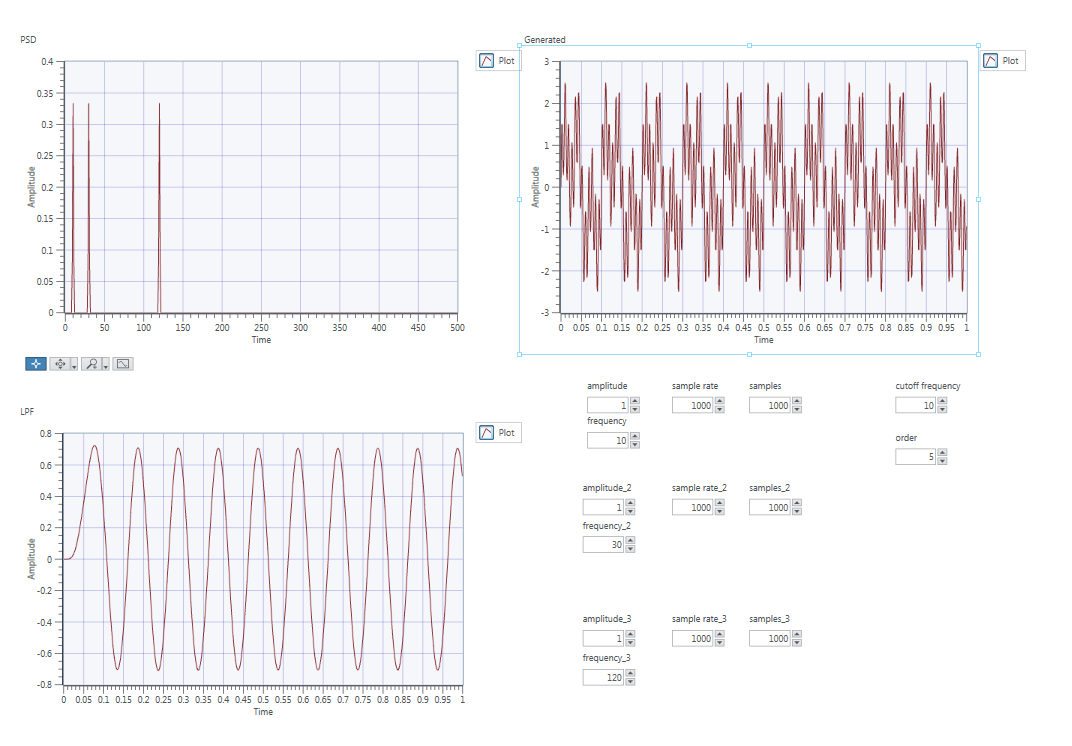 PSD
Plot
0.4
0.35
0.3
0.25
0.2
0.15
0.1
0.05
0
Amplitude
0 50 100 150 200 250 300 350 400 450 500
Time
Generated
Plot
3
2
1
0
-1
-2
-3
Amplitude
0 0.05 0.1 0.15 0.2 0.25 0.3 0.35 0.4 0.45 0.5 0.55 0.6 0.65 0.7 0.75 0.8 0.85 0.9 0.95 1
Time
LPF
Plot
0.8
0.6
0.4
0.2
0
-0.2
-0.4
-0.6
-0.8
Amplitude
0 0.05 0.1 0.15 0.2 0.25 0.3 0.35 0.4 0.45 0.5 0.55 0.6 0.65 0.7 0.75 0.8 0.85 0.9 0.95 1
Time
amplitude sample rate samples cutoff frequency
1 1000 1000 10
frequency
10
order
5
amplitude_2 sample rate_2 samples_2
1 1000 1000
frequency_2
30
amplitude_3 sample rate_3 samples_3
1 1000 1000
frequency_3
120